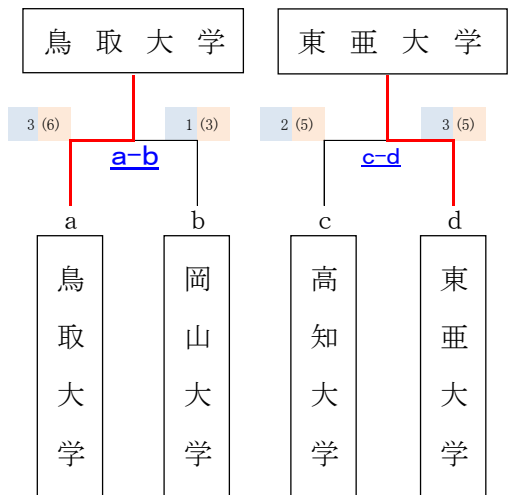 鳥取大学 東亜大学
3 (6) 1 (3) 2 (5) 3 (5)
a-b c-d
a b c d
鳥取大学
岡山大学
高知大学
東亜大学